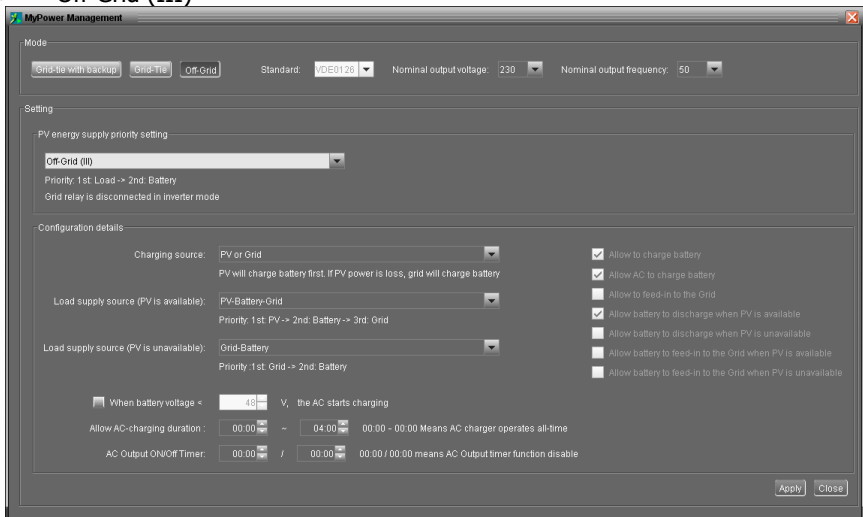 Off-Grid (III)
MyPower Management
Mode
Grid-tie with backup Grid-Tie Off-Grid Standard: VDE0126 Nominal output voltage: 230 Nominal output frequency: 50
Setting
PV energy supply priority setting
Off-Grid (III)
Priority: 1st: Load -> 2nd: Battery
Grid relay is disconnected in inverter mode
Configuration details
Charging source: PV or Grid
PV will charge battery first. If PV power is loss, grid will charge battery
Load supply source (PV is available): PV-Battery-Grid
Priority: 1st: PV -> 2nd: Battery -> 3rd: Grid
Load supply source (PV is unavailable): Grid-Battery
Priority :1st: Grid -> 2nd: Battery
Allow to charge battery
Allow AC to charge battery
Allow to feed-in to the Grid
Allow battery to discharge when PV is available
Allow battery to discharge when PV is unavailable
Allow battery to feed-in to the Grid when PV is available
Allow battery to feed-in to the Grid when PV is unavailable
When battery voltage < 48 V, the AC starts charging
Allow AC-charging duration : 00:00 – 04:00 00:00 - 00:00 Means AC charger operates all-time
AC Output ON/Off Timer: 00:00 / 00:00 00:00 / 00:00 means AC Output timer function disable
Apply Close